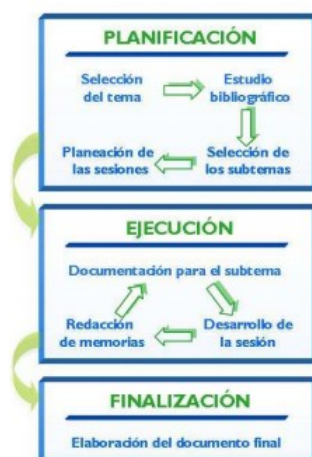 PLANIFICACIÓN
Selección
del tema
Estudio
bibliográfico
Planeación de
las sesiones
Selección de
los subtemas
EJECUCIÓN
Documentación para el subtema
Redacción
de memorias
Desarrollo de
la sesión
FINALIZACIÓN
Elaboración del documento final